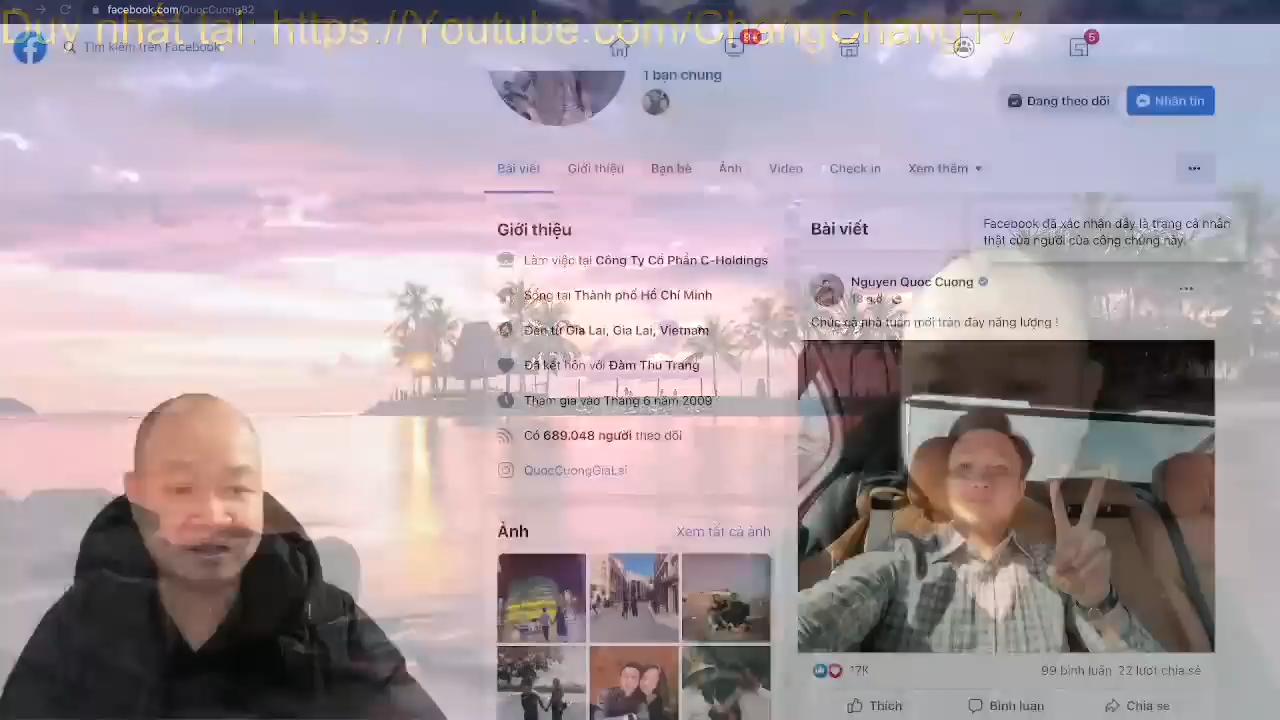 facebook.com/QuocCuong82
Duy nhất tại: https://Youtube.com/ChangChangTV
Tìm kiếm trên Facebook
9+
5
1 bạn chung
Đang theo dõi
Nhắn tin
Bài viết
Giới thiệu
Bạn bè
Ảnh
Video
Check in
Xem thêm
Giới thiệu
Làm việc tại Công Ty Cổ Phần C-Holdings
Sống tại Thành phố Hồ Chí Minh
Đến từ Gia Lai, Gia Lai, Vietnam
Đã kết hôn với Đàm Thu Trang
Tham gia vào Tháng 6 năm 2009
Có 689.048 người theo dõi
QuocCuongGiaLai
Ảnh
Xem tất cả ảnh
Bài viết
Facebook đã xác nhận đây là trang cá nhân
thật của người của công chúng này.
Nguyen Quoc Cuong
18 giờ
Chúc cả nhà tuần mới tràn đầy năng lượng !
17K
99 bình luận 22 lượt chia sẻ
Thích
Bình luận
Chia sẻ